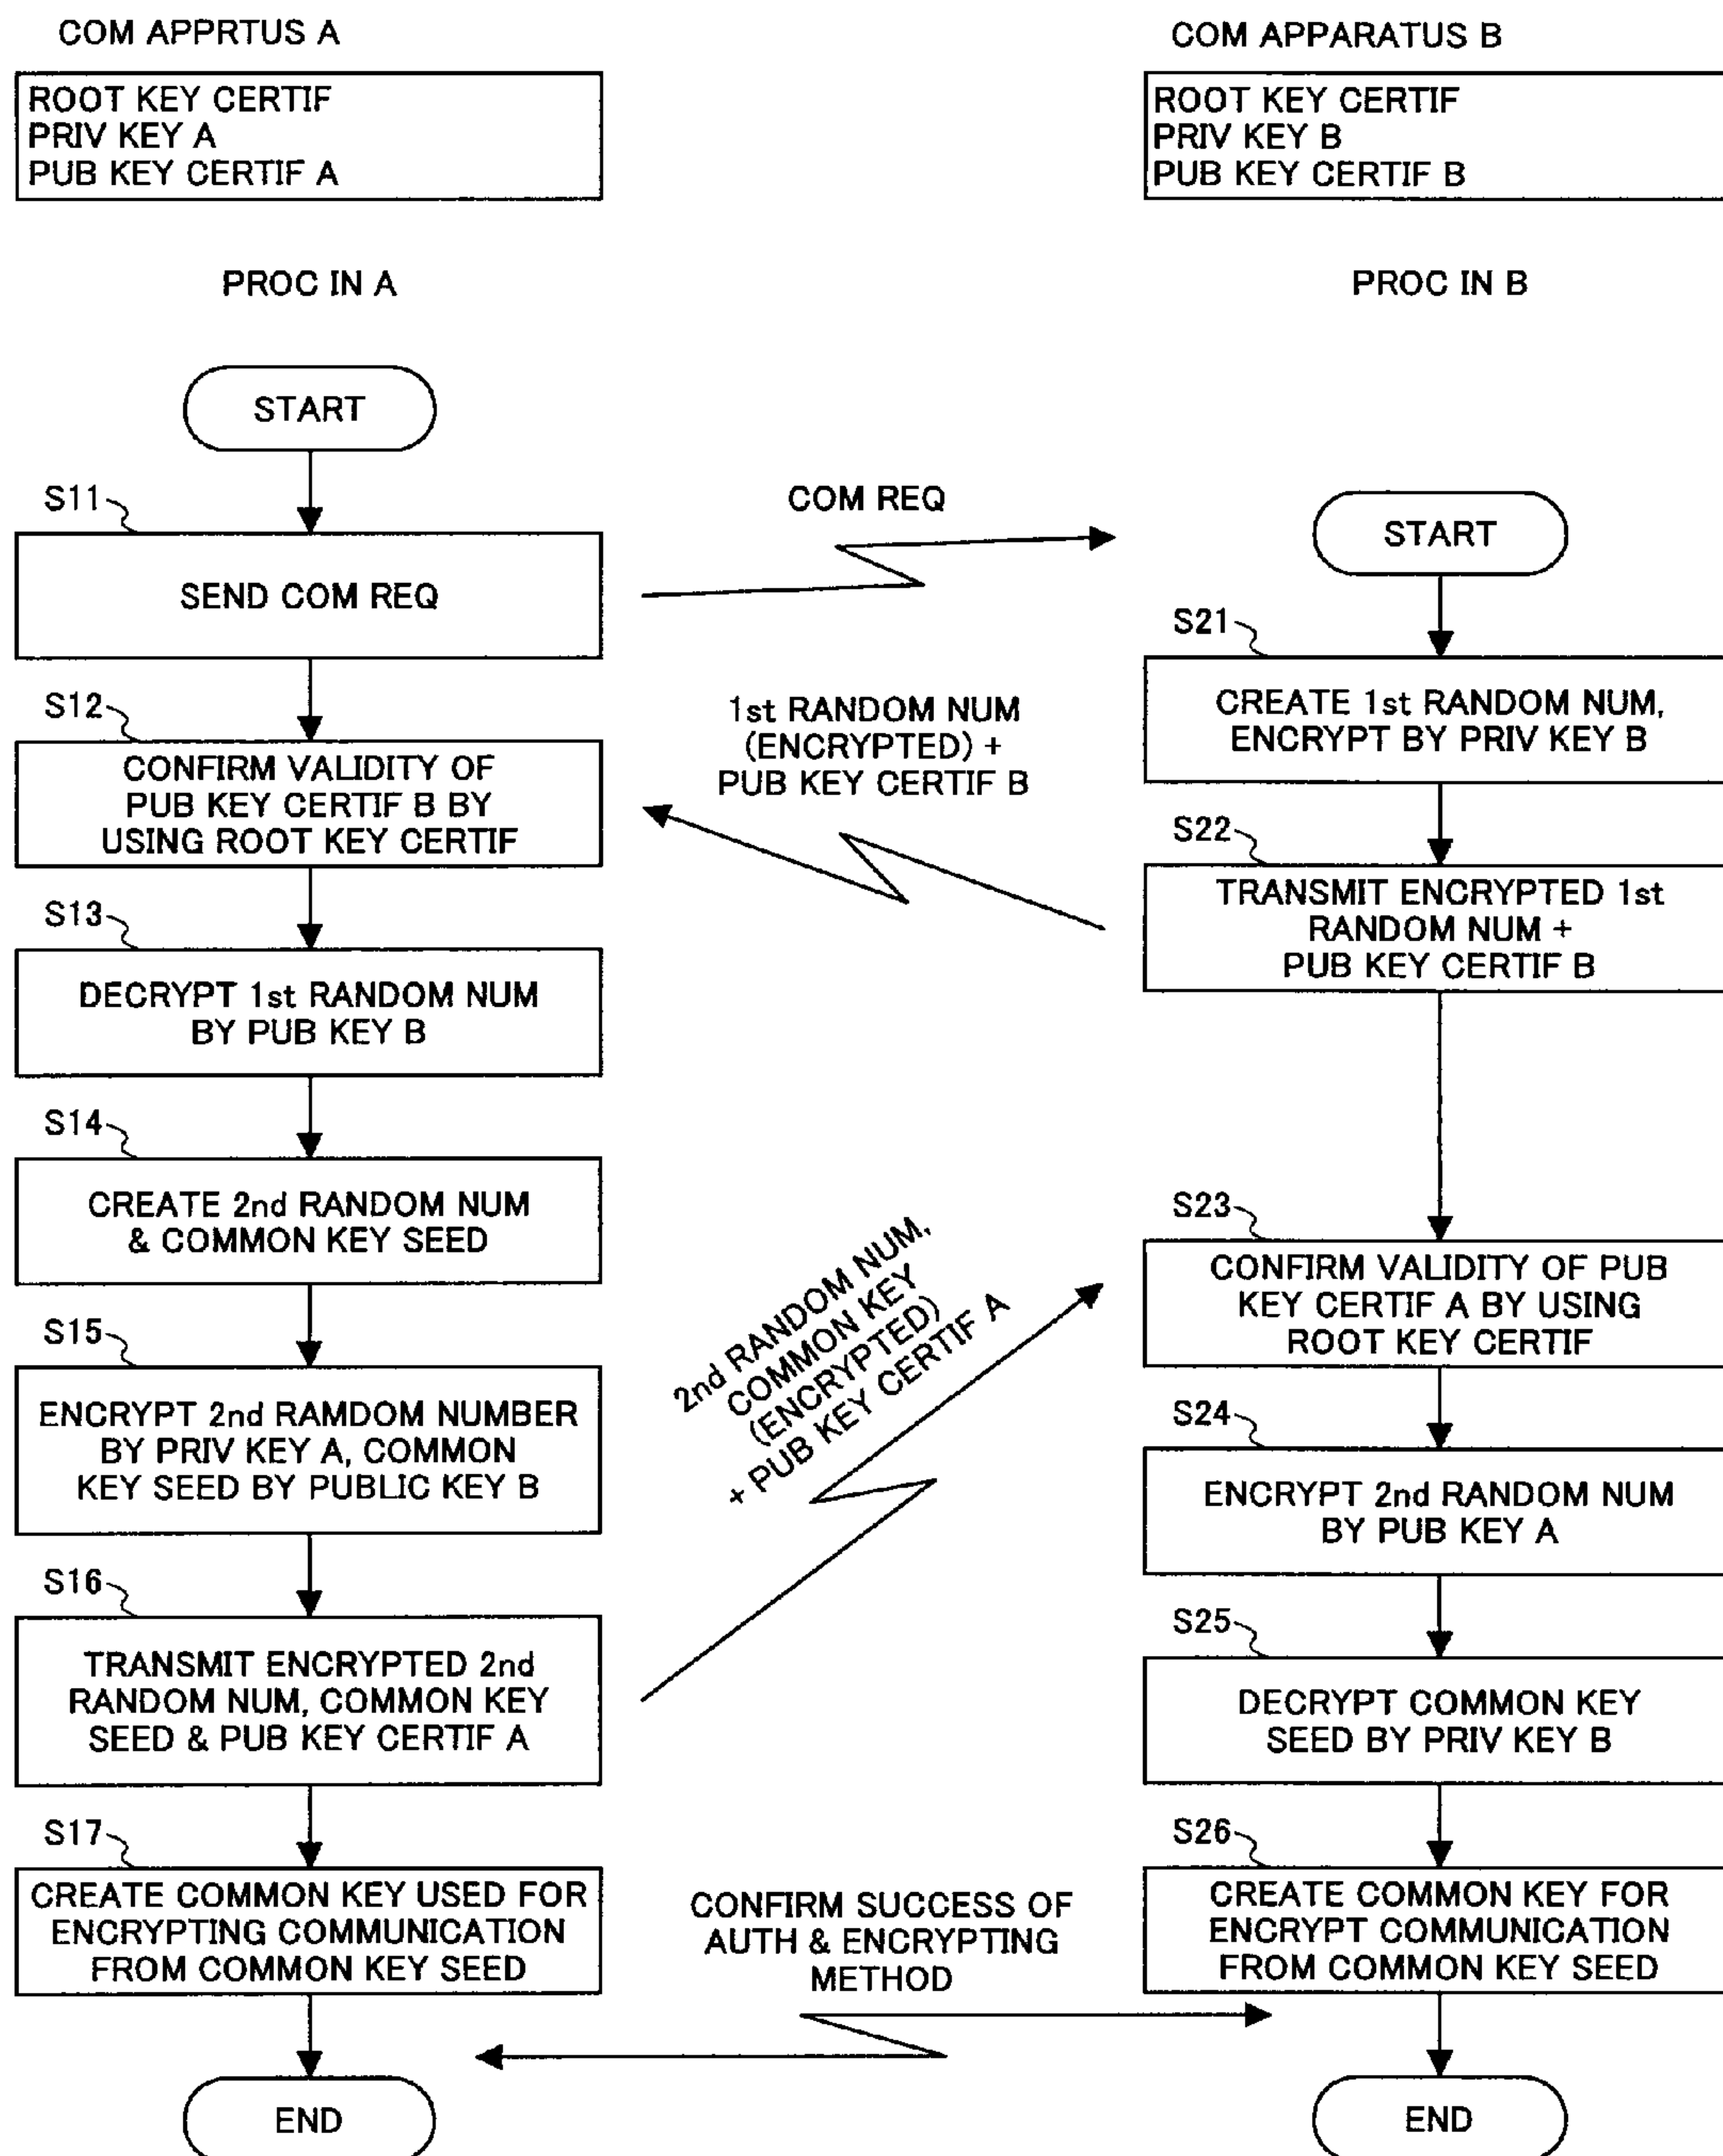 COM APPRTUS A
ROOT KEY CERTIF
PRIV KEY A
PUB KEY CERTIF A
PROC IN A
START
S11
SEND COM REQ
S12
CONFIRM VALIDITY OF
PUB KEY CERTIF B BY
USING ROOT KEY CERTIF
S13
DECRYPT 1st RANDOM NUM
BY PUB KEY B
S14
CREATE 2nd RANDOM NUM
& COMMON KEY SEED
S15
ENCRYPT 2nd RAMDOM NUMBER
BY PRIV KEY A, COMMON
KEY SEED BY PUBLIC KEY B
S16
TRANSMIT ENCRYPTED 2nd
RANDOM NUM, COMMON KEY
SEED & PUB KEY CERTIF A
S17
CREATE COMMON KEY USED FOR
ENCRYPTING COMMUNICATION
FROM COMMON KEY SEED
END
COM REQ
1st RANDOM NUM
(ENCRYPTED) +
PUB KEY CERTIF B
2nd RANDOM NUM,
COMMON KEY
(ENCRYPTED)
+ PUB KEY CERTIF A
CONFIRM SUCCESS OF
AUTH & ENCRYPTING
METHOD
COM APPARATUS B
ROOT KEY CERTIF
PRIV KEY B
PUB KEY CERTIF B
PROC IN B
START
S21
CREATE 1st RANDOM NUM,
ENCRYPT BY PRIV KEY B
S22
TRANSMIT ENCRYPTED 1st
RANDOM NUM +
PUB KEY CERTIF B
S23
CONFIRM VALIDITY OF PUB
KEY CERTIF A BY USING
ROOT KEY CERTIF
S24
ENCRYPT 2nd RANDOM NUM
BY PUB KEY A
S25
DECRYPT COMMON KEY
SEED BY PRIV KEY B
S26
CREATE COMMON KEY FOR
ENCRYPT COMMUNICATION
FROM COMMON KEY SEED
END